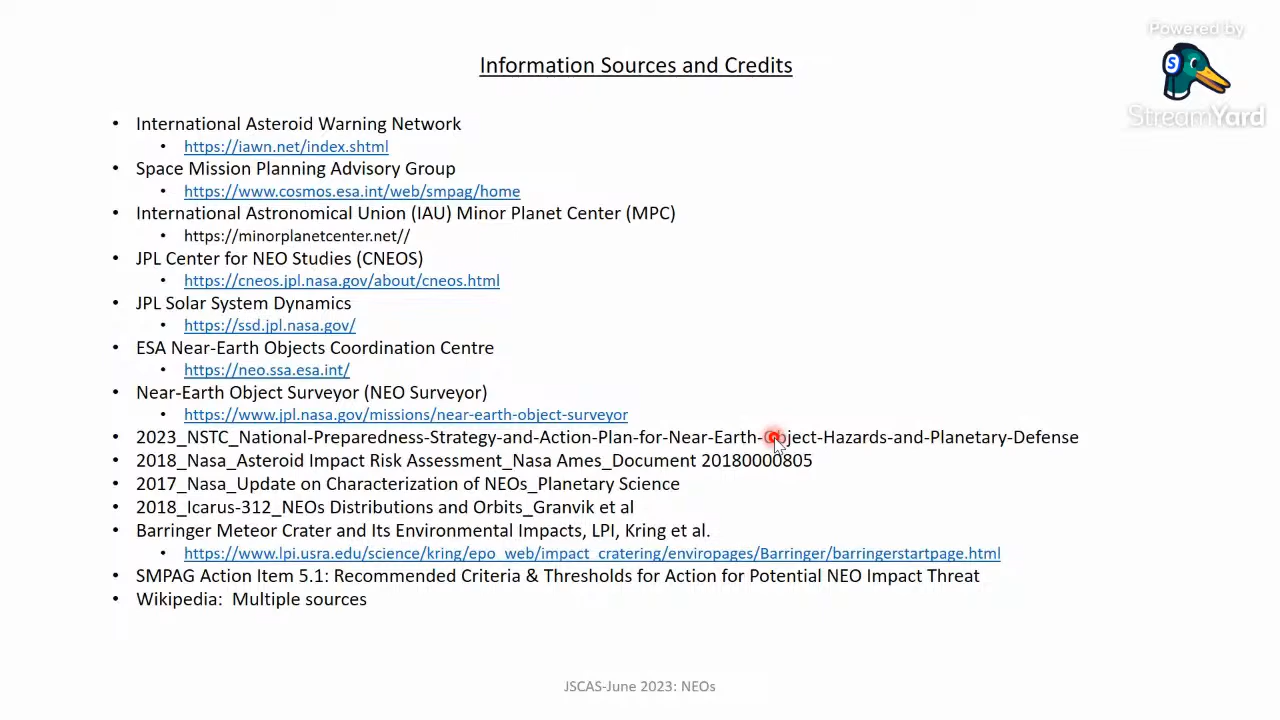 Powered by
StreamYard
Information Sources and Credits
• International Asteroid Warning Network
• https://iawn.net/index.shtml
• Space Mission Planning Advisory Group
• https://www.cosmos.esa.int/web/smpag/home
• International Astronomical Union (IAU) Minor Planet Center (MPC)
• https://minorplanetcenter.net//
• JPL Center for NEO Studies (CNEOS)
• https://cneos.jpl.nasa.gov/about/cneos.html
• JPL Solar System Dynamics
• https://ssd.jpl.nasa.gov/
• ESA Near-Earth Objects Coordination Centre
• https://neo.ssa.esa.int/
• Near-Earth Object Surveyor (NEO Surveyor)
• https://www.jpl.nasa.gov/missions/near-earth-object-surveyor
• 2023_NSTC_National-Preparedness-Strategy-and-Action-Plan-for-Near-Earth-Object-Hazards-and-Planetary-Defense
• 2018_Nasa_Asteroid Impact Risk Assessment_Nasa Ames_Document 20180000805
• 2017_Nasa_Update on Characterization of NEOs_Planetary Science
• 2018_Icarus-312_NEOs Distributions and Orbits_Granvik et al
• Barringer Meteor Crater and Its Environmental Impacts, LPI, Kring et al.
• https://www.lpi.usra.edu/science/kring/epo_web/impact_cratering/enviropages/Barringer/barringerstartpage.html
• SMPAG Action Item 5.1: Recommended Criteria & Thresholds for Action for Potential NEO Impact Threat
• Wikipedia: Multiple sources
JSCAS-June 2023: NEOs